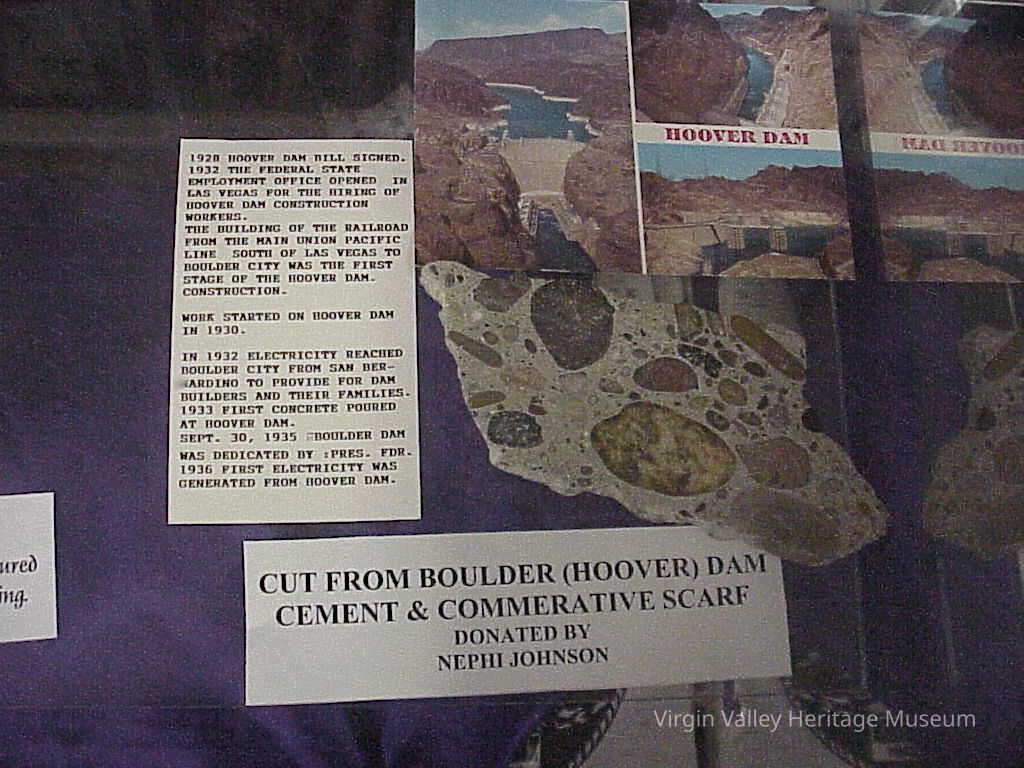 1928 HOOVER DAM BILL SIGNED.
1932 THE FEDERAL STATE
EMPLOYMENT OFFICE OPENED IN
LAS VEGAS FOR THE HIRING OF
HOOVER DAM CONSTRUCTION
WORKERS.
THE BUILDING OF THE RAILROAD
FROM THE MAIN UNION PACIFIC
LINE SOUTH OF LAS VEGAS TO
BOULDER CITY WAS THE FIRST
STAGE OF THE HOOVER DAM.
CONSTRUCTION.
WORK STARTED ON HOOVER DAM
IN 1930.
IN 1932 ELECTRICITY REACHED
BOULDER CITY FROM SAN BER-
ARDINO TO PROVIDE FOR DAM
BUILDERS AND THEIR FAMILIES.
1933 FIRST CONCRETE POURED
AT HOOVER DAM.
SEPT. 30, 1935 BOULDER DAM
WAS DEDICATED BY :PRES. FDR.
1936 FIRST ELECTRICITY WAS
GENERATED FROM HOOVER DAM.
HOOVER DAM
HOOVER DAM
ured
ing.
CUT FROM BOULDER (HOOVER) DAM
CEMENT & COMMERATIVE SCARF
DONATED BY
NEPHI JOHNSON
Virgin Valley Heritage Museum